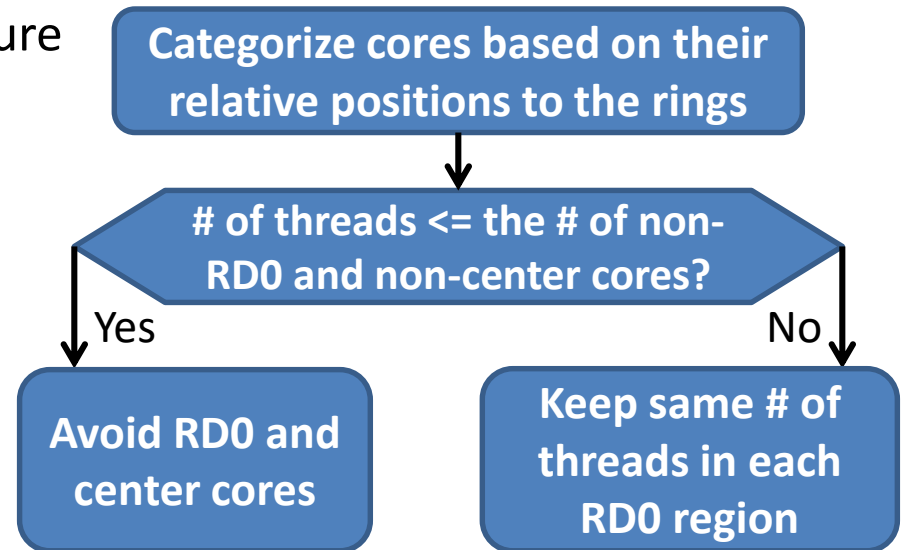 ure
Categorize cores based on their
relative positions to the rings
# of threads <= the # of non-
RD0 and non-center cores?
Yes
No
Avoid RD0 and
center cores
Keep same # of
threads in each
RD0 region